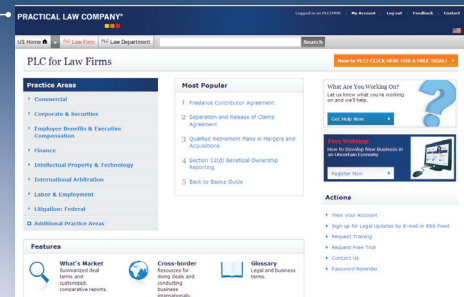 PRACTICAL LAW COMPANY®
Logged in as PLCIPUK My Account Log out Feedback Contact
US Home PLC Law Firm PLC Law Department Search
PLC for Law Firms
New to PLC? CLICK HERE FOR A FREE TRIAL!
Practice Areas
Commercial
Corporate & Securities
Employee Benefits & Executive
Compensation
Finance
Intellectual Property & Technology
International Arbitration
Labor & Employment
Litigation: Federal
Additional Practice Areas
Most Popular
1 Freelance Contributor Agreement
2 Separation and Release of Claims
Agreement
3 Qualified Retirement Plans in Mergers and
Acquisitions
4 Section 13(d) Beneficial Ownership
Reporting
5 Back to Basics Guide
What Are You Working On?
Let us know what you're working
on and we'll help.
Get Help Now
Free Webinar
How to Develop New Business in
an Uncertain Economy
Register Now
Actions
View your Account
Sign up for Legal Updates by E-mail or RSS Feed
Request Training
Request Free Trial
Contact Us
Password Reminder
Features
What's Market
Summarized deal
terms and
customized,
comparative reports.
Cross-border
Resources for
doing deals and
conducting
business
internationally.
Glossary
Legal and business
terms.